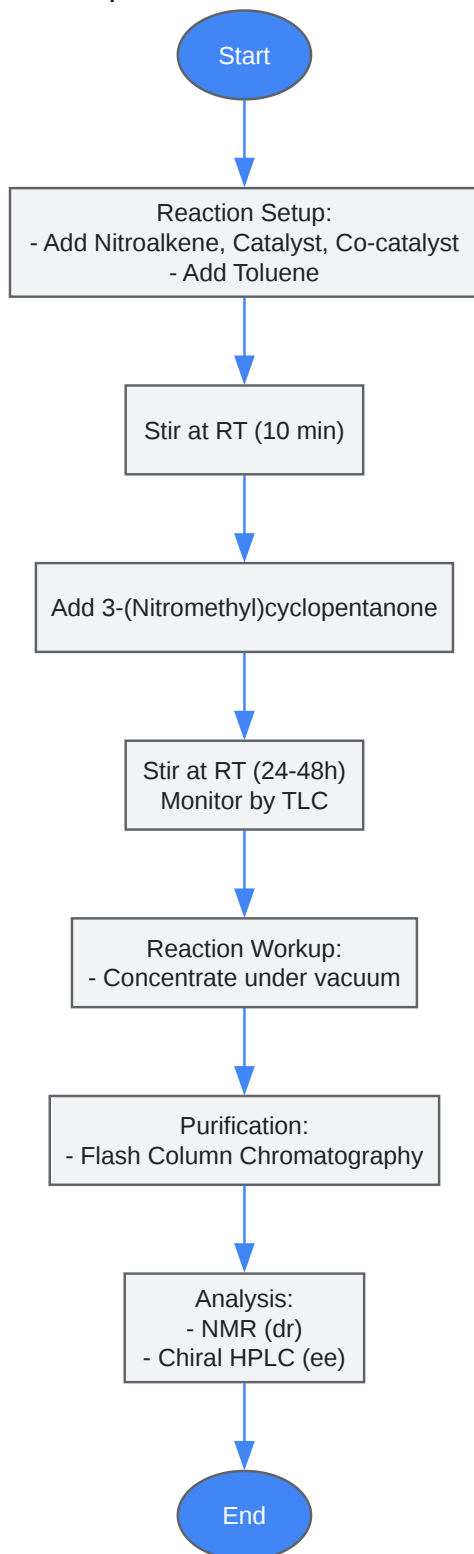 Start
Reaction Setup:
- Add Nitroalkene, Catalyst, Co-catalyst
- Add Toluene
Stir at RT (10 min)
Add 3-(Nitromethyl)cyclopentanone
Stir at RT (24-48h)
Monitor by TLC
Reaction Workup:
- Concentrate under vacuum
Purification:
- Flash Column Chromatography
Analysis:
- NMR (dr)
- Chiral HPLC (ee)
End